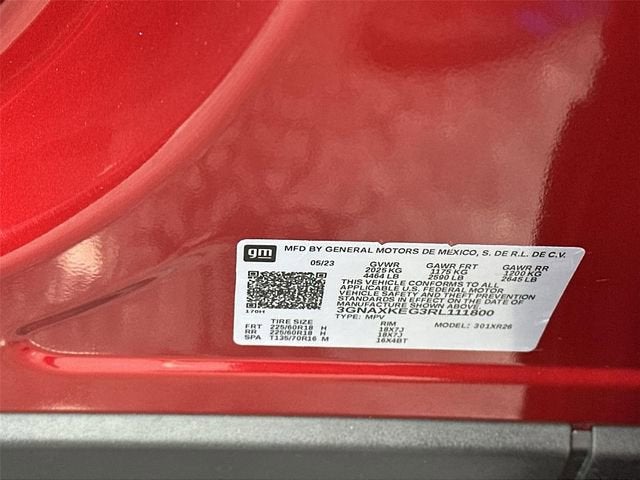 gm MFD BY GENERAL MOTORS DE MEXICO, S. DE R.L. DE C.V.
05/23 GVWR GAWR FRT GAWR RR
2025 KG 1175 KG 1200 KG
4464 LB 2590 LB 2645 LB
THIS VEHICLE CONFORMS TO ALL
APPLICABLE U.S. FEDERAL MOTOR
VEHICLE SAFETY AND THEFT PREVENTION
STANDARDS IN EFFECT ON THE DATE OF
MANUFACTURE SHOWN ABOVE.
170H 3GNAXKEG3RL111800
TYPE: MPV MODEL: 301XR26
TIRE SIZE RIM
FRT 225/60R18 H 18X7J
RR 225/60R18 H 18X7J
SPA T135/70R16 M 16X4BT